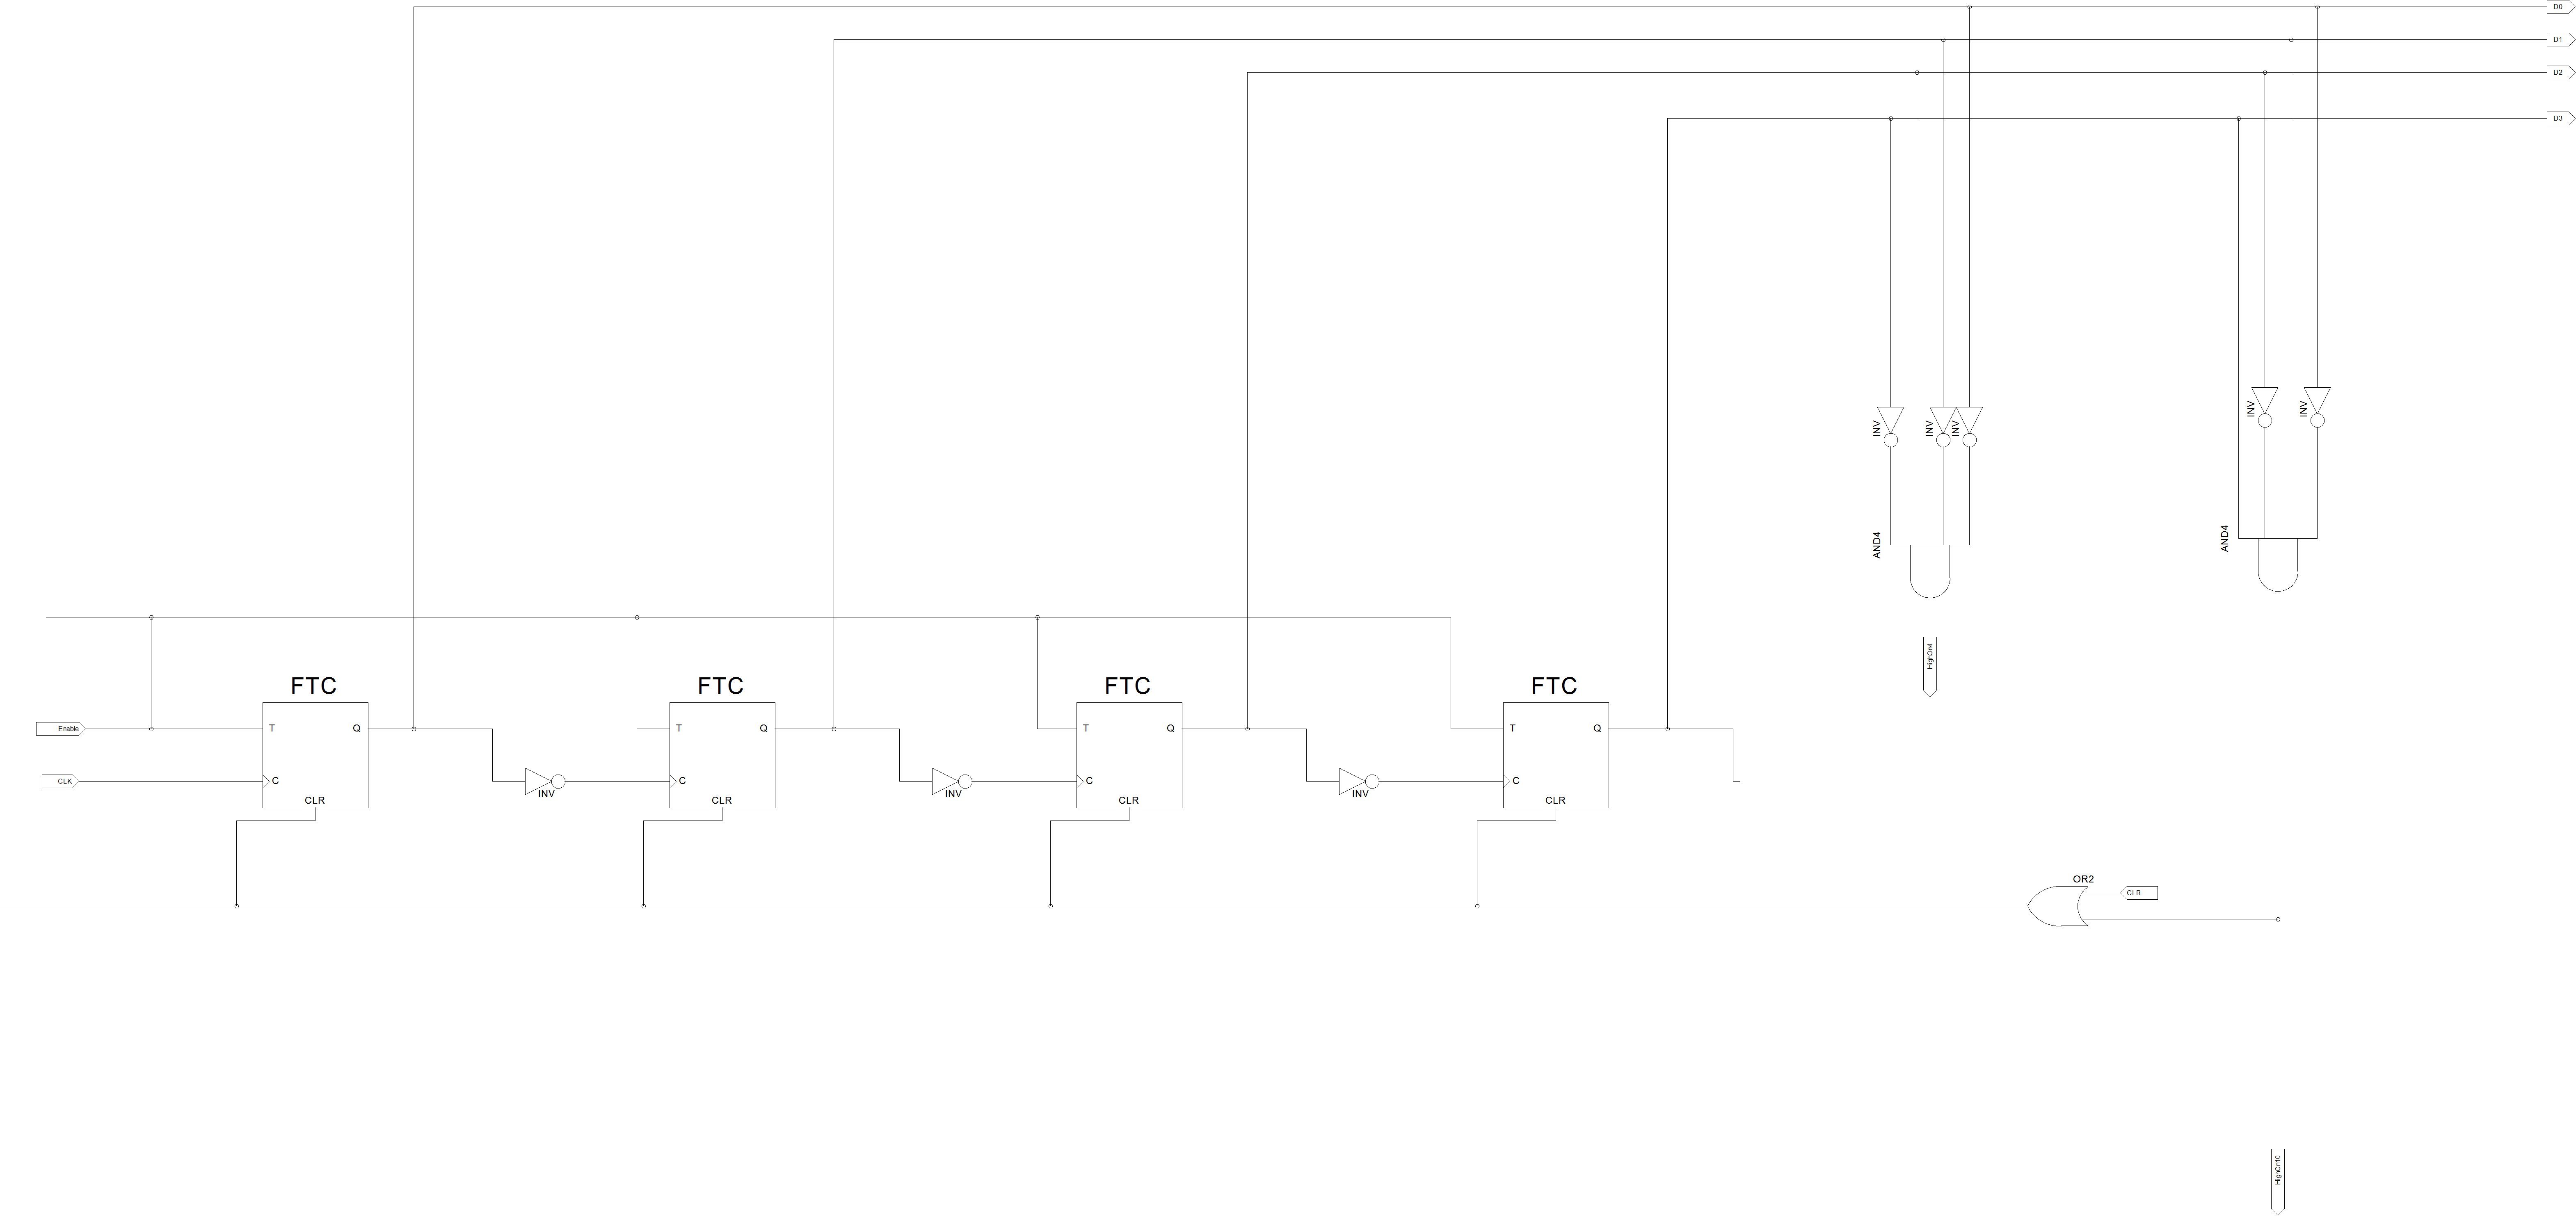 D0
D1
D2
D3
INV
INV
INV
INV
INV
AND4
AND4
HighOn4
FTC
FTC
FTC
FTC
Enable
T
Q
T
Q
T
Q
T
Q
CLK
C
INV
C
INV
C
INV
C
CLR
CLR
CLR
CLR
OR2
CLR
HighOn10